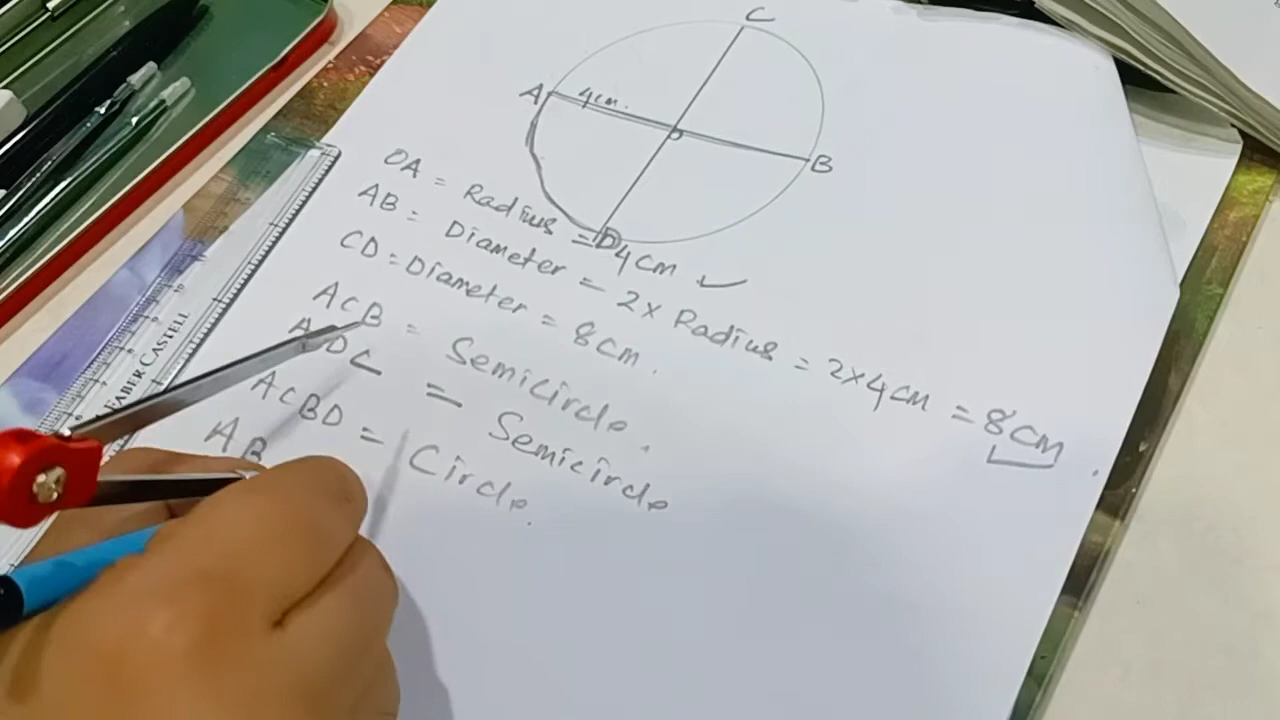 C
A 4cm.
O
B
D
OA = Radius = 4cm ✓
AB = Diameter = 2 x Radius = 2x4cm = 8cm.
CD = Diameter = 8cm.
ACB = Semicircle.
ADC = Semicircle
ACBD = Circle.
AB
FABER CASTELL